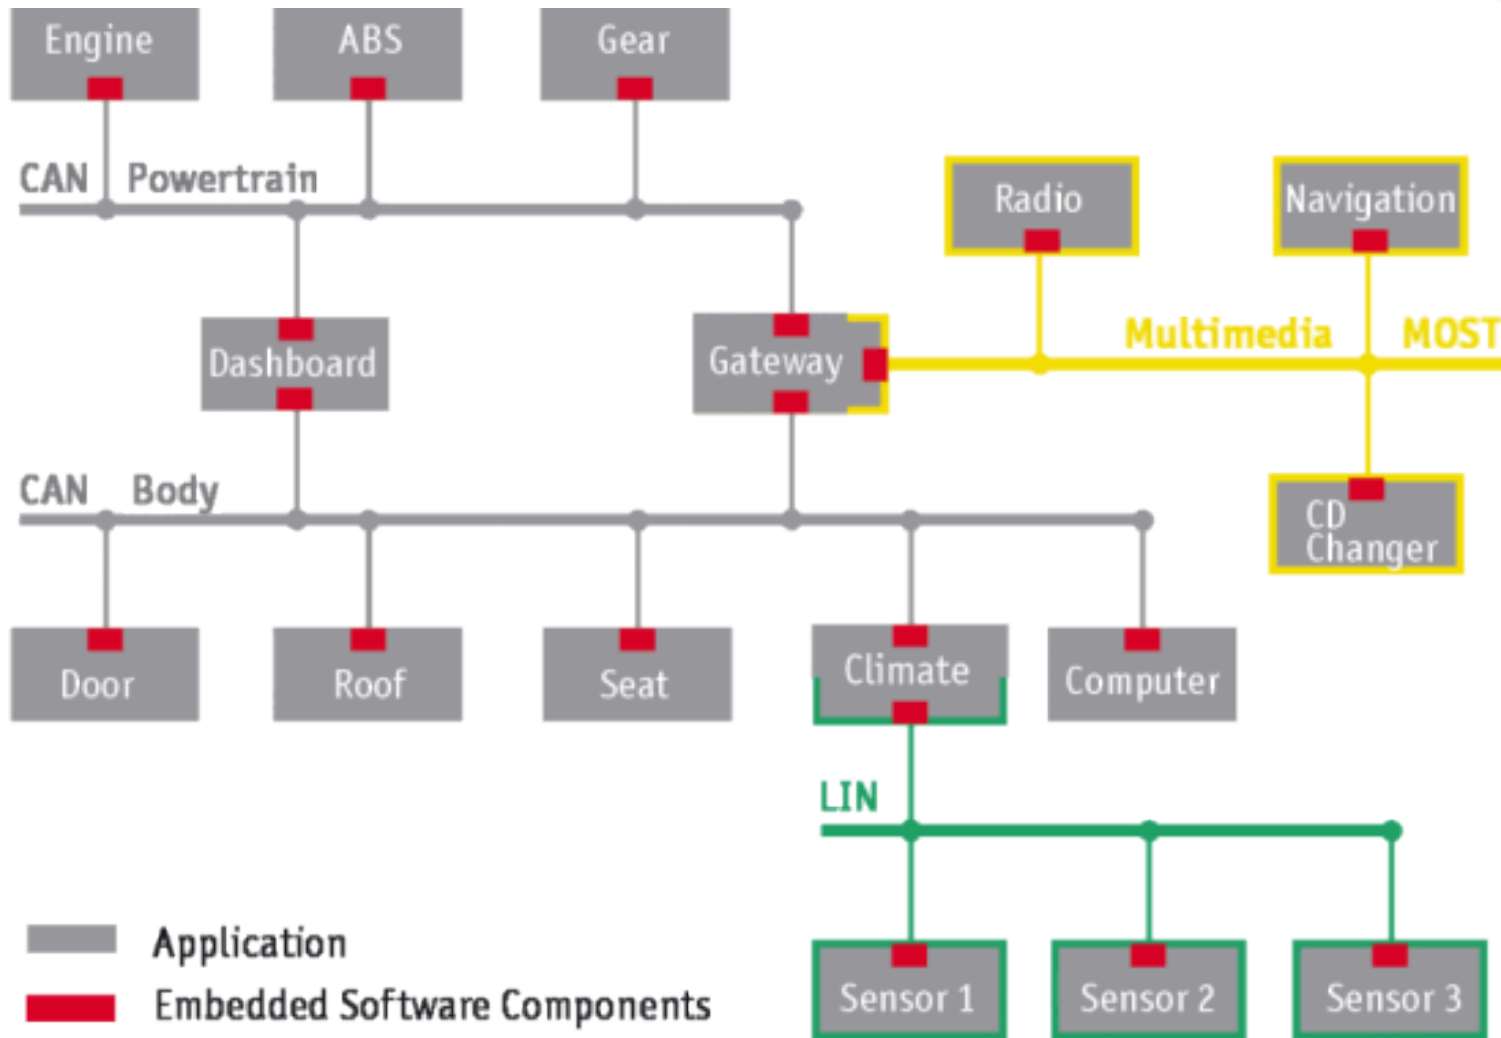 Engine
ABS
Gear
CAN Powertrain
Radio
Navigation
Multimedia MOST
Dashboard
Gateway
CAN Body
CD
Changer
Door
Roof
Seat
Climate
Computer
LIN
Application
Embedded Software Components
Sensor 1
Sensor 2
Sensor 3